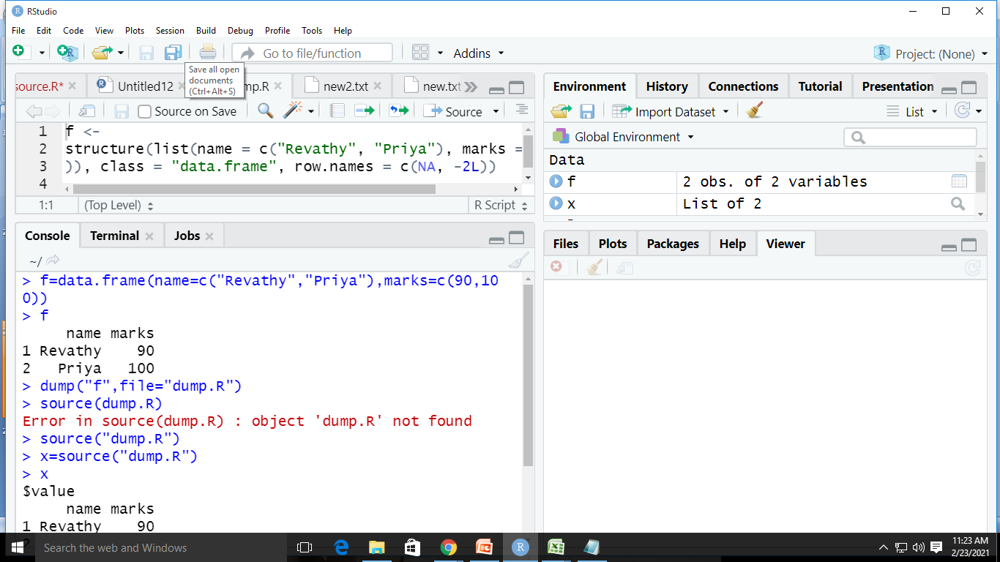 RStudio
File Edit Code View Plots Session Build Debug Profile Tools Help
Go to file/function Addins Project: (None)
Save all open
documents
(Ctrl+Alt+S)
source.R* Untitled12 mp.R new2.txt new.txt
Source on Save Source
1 f <-
2 structure(list(name = c("Revathy", "Priya"), marks =
3 )), class = "data.frame", row.names = c(NA, -2L))
4
1:1 (Top Level) R Script
Console Terminal Jobs
~/
> f=data.frame(name=c("Revathy","Priya"),marks=c(90,10
0))
> f
name marks
1 Revathy 90
2 Priya 100
> dump("f",file="dump.R")
> source(dump.R)
Error in source(dump.R) : object 'dump.R' not found
> source("dump.R")
> x=source("dump.R")
> x
$value
name marks
1 Revathy 90
Environment History Connections Tutorial Presentation
Import Dataset List
Global Environment
Data
f 2 obs. of 2 variables
x List of 2
Files Plots Packages Help Viewer
Search the web and Windows
11:23 AM
2/23/2021